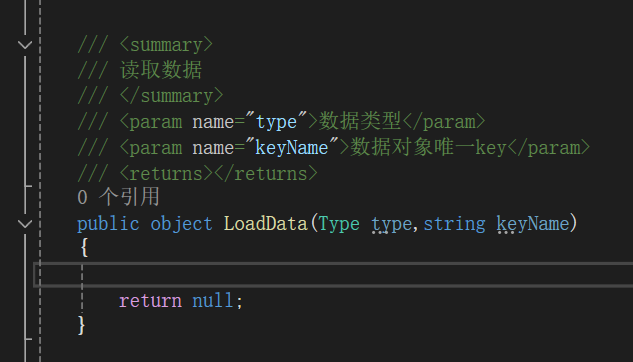 /// <summary>
/// 读取数据
/// </summary>
/// <param name="type">数据类型</param>
/// <param name="keyName">数据对象唯一key</param>
/// <returns></returns>
0 个引用
public object LoadData(Type type,string keyName)
{
return null;
}